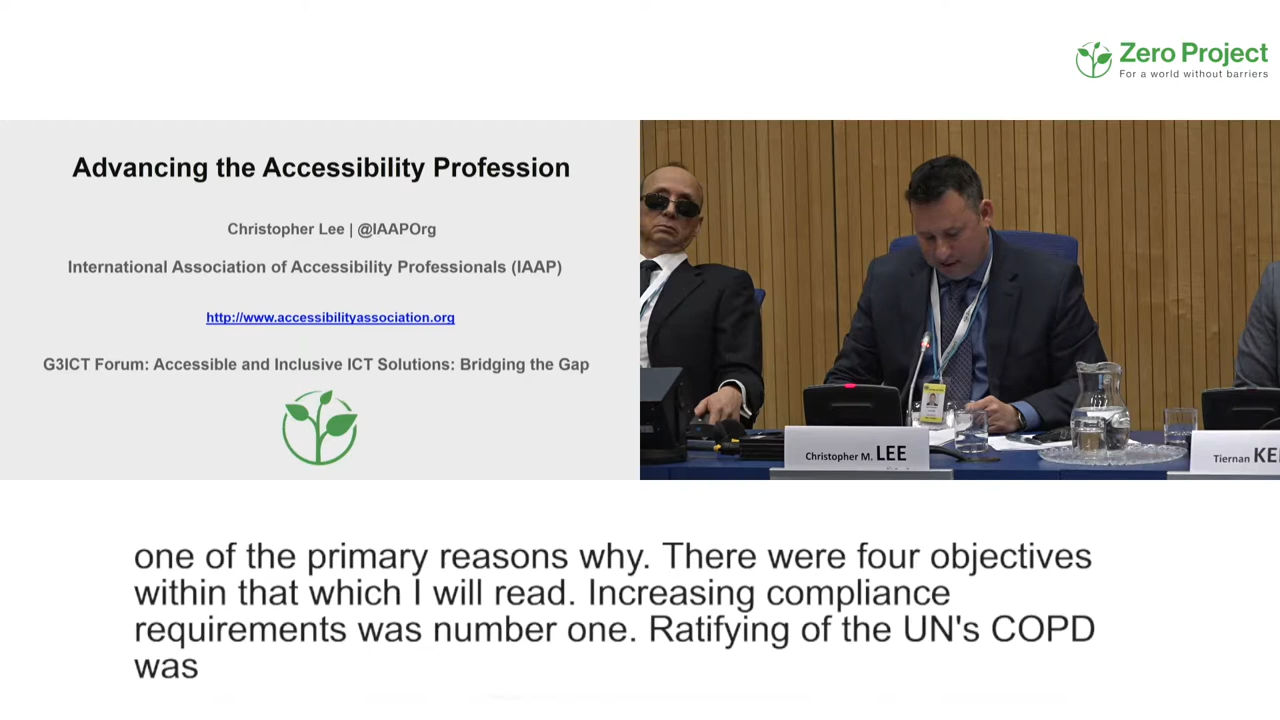 Zero Project
For a world without barriers
Advancing the Accessibility Profession
Christopher Lee | @IAAPOrg
International Association of Accessibility Professionals (IAAP)
http://www.accessibilityassociation.org
G3ICT Forum: Accessible and Inclusive ICT Solutions: Bridging the Gap
Christopher M. LEE
Tiernan
one of the primary reasons why. There were four objectives
within that which I will read. Increasing compliance
requirements was number one. Ratifying of the UN's COPD
was